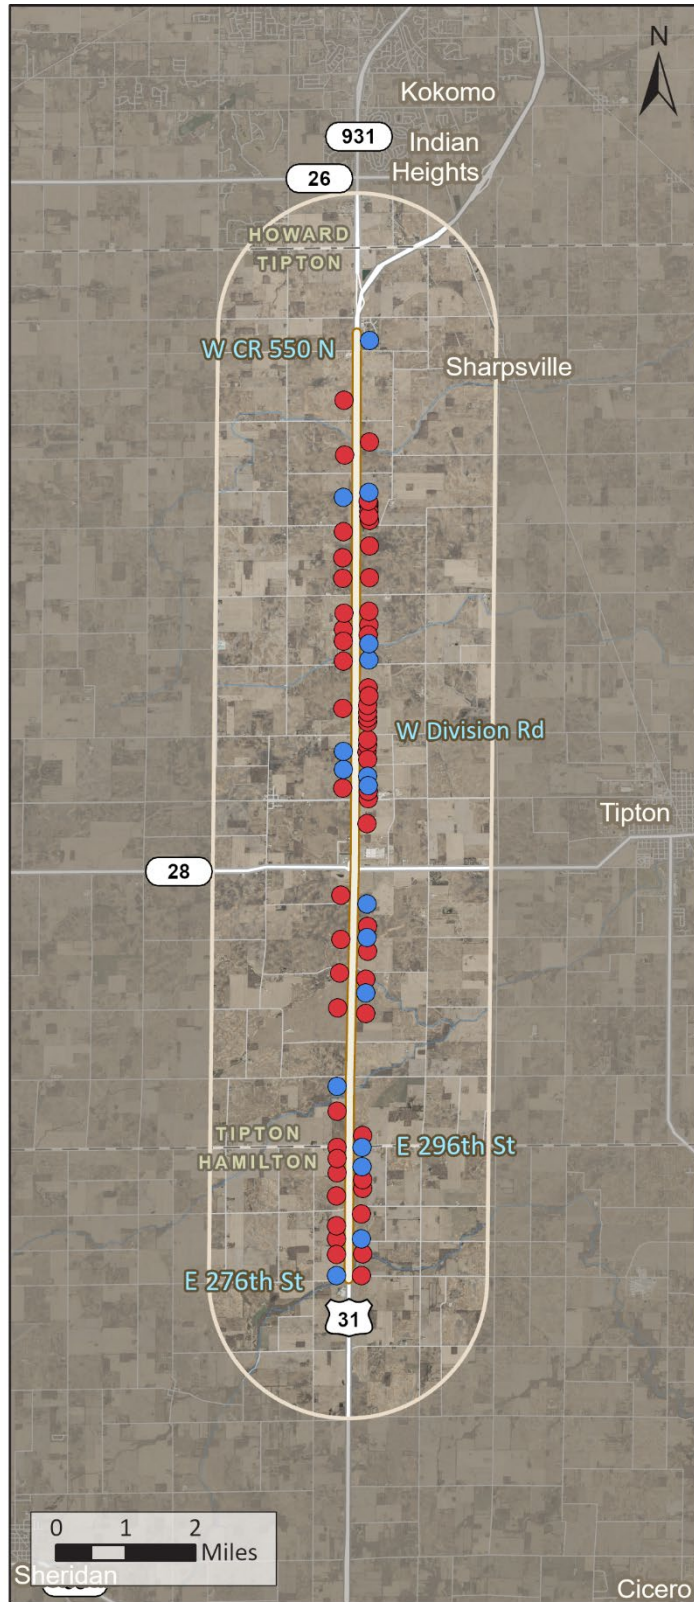 N
Kokomo
931
Indian
Heights
26
HOWARD
TIPTON
W CR 550 N
Sharpsville
W Division Rd
Tipton
28
TIPTON
HAMILTON
E 296th St
E 276th St
31
0 1 2
Miles
Sheridan
Cicero